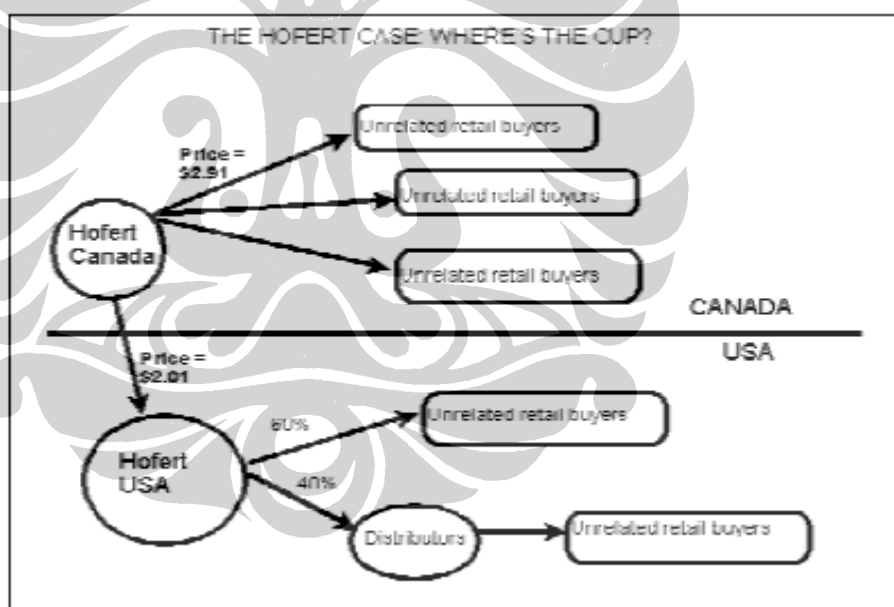 THE HOFERT CASE: WHERE'S THE CUP?
Unrelated retail buyers
Price =
$2.91
Unrelated retail buyers
Hofert
Canada
Unrelated retail buyers
CANADA
USA
Price =
$2.01
Unrelated retail buyers
60%
Hofert
USA
40%
Distributors
Unrelated retail buyers